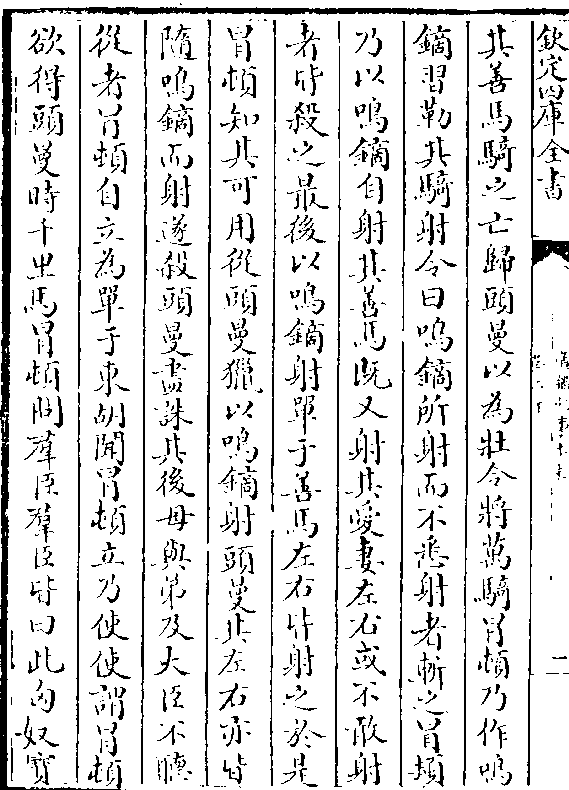 欽定四庫全書
其善馬騎之亡歸頭曼以為壯令將萬騎冒頓乃作鳴
鏑習勒其騎射令曰鳴鏑所射而不悉射者斬之冒頓
乃以鳴鏑自射其善馬既又射其愛妻左右或不敢射
者皆殺之最後以鳴鏑射單于善馬左右皆射之於是
冒頓知其可用從頭曼獵以鳴鏑射頭曼其左右亦皆
隨鳴鏑而射遂殺頭曼盡誅其後母與弟及大臣不聽
從者冒頓自立為單于東胡聞冒頓立乃使使謂冒頓
欲得頭曼時千里馬冒頓問羣臣羣臣皆曰此匈奴寶